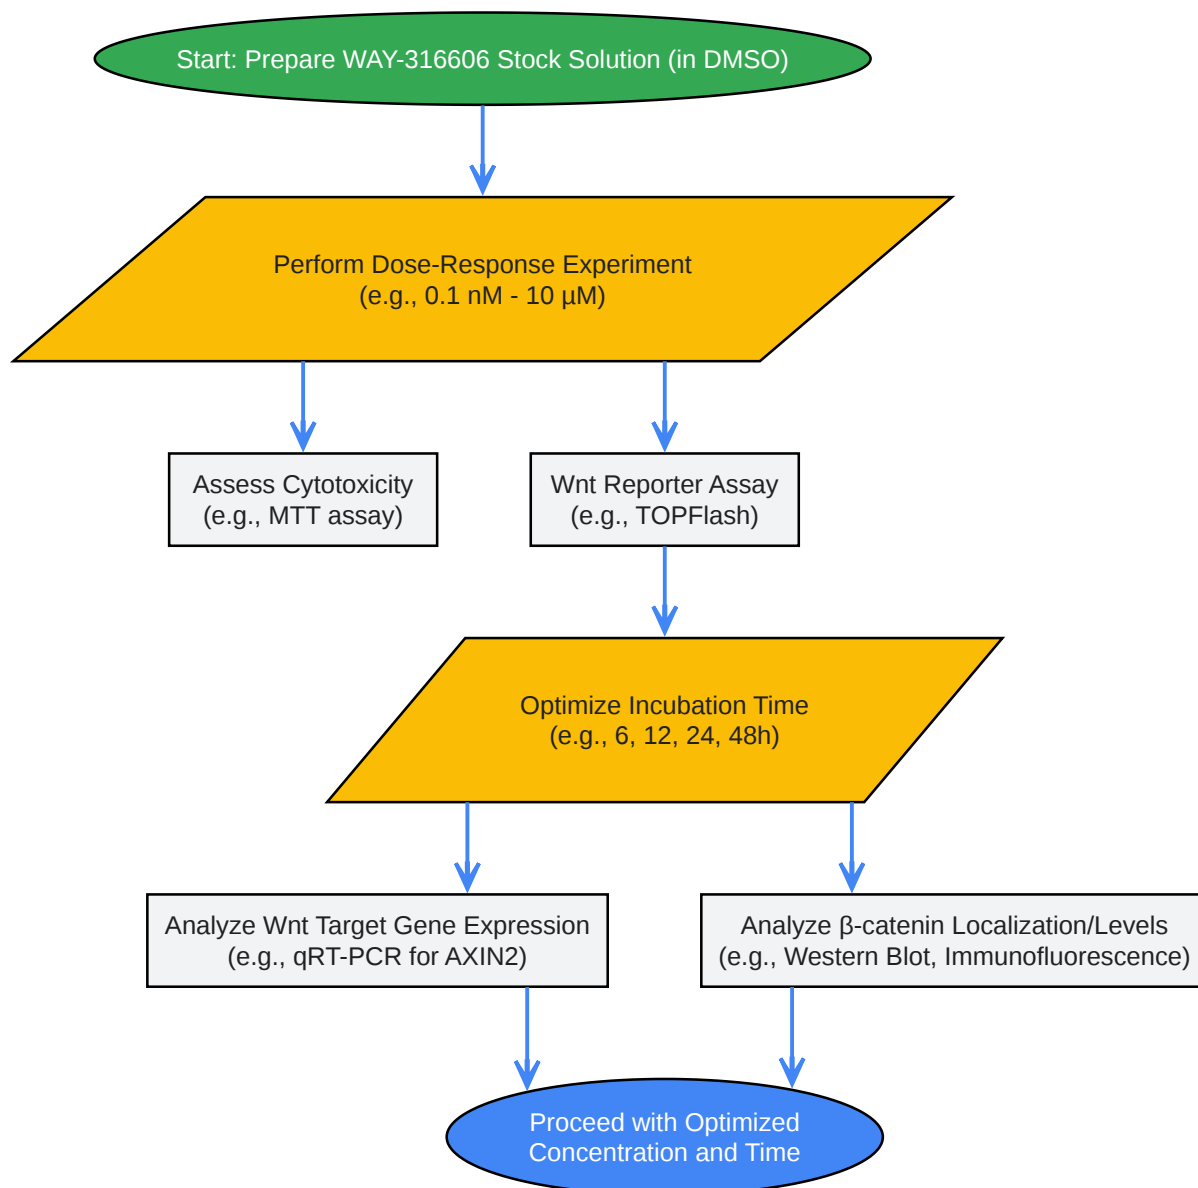 Start: Prepare WAY-316606 Stock Solution (in DMSO)
Perform Dose-Response Experiment
(e.g., 0.1 nM - 10 µM)
Assess Cytotoxicity
(e.g., MTT assay)
Wnt Reporter Assay
(e.g., TOPFlash)
Optimize Incubation Time
(e.g., 6, 12, 24, 48h)
Analyze Wnt Target Gene Expression
(e.g., qRT-PCR for AXIN2)
Analyze β-catenin Localization/Levels
(e.g., Western Blot, Immunofluorescence)
Proceed with Optimized
Concentration and Time